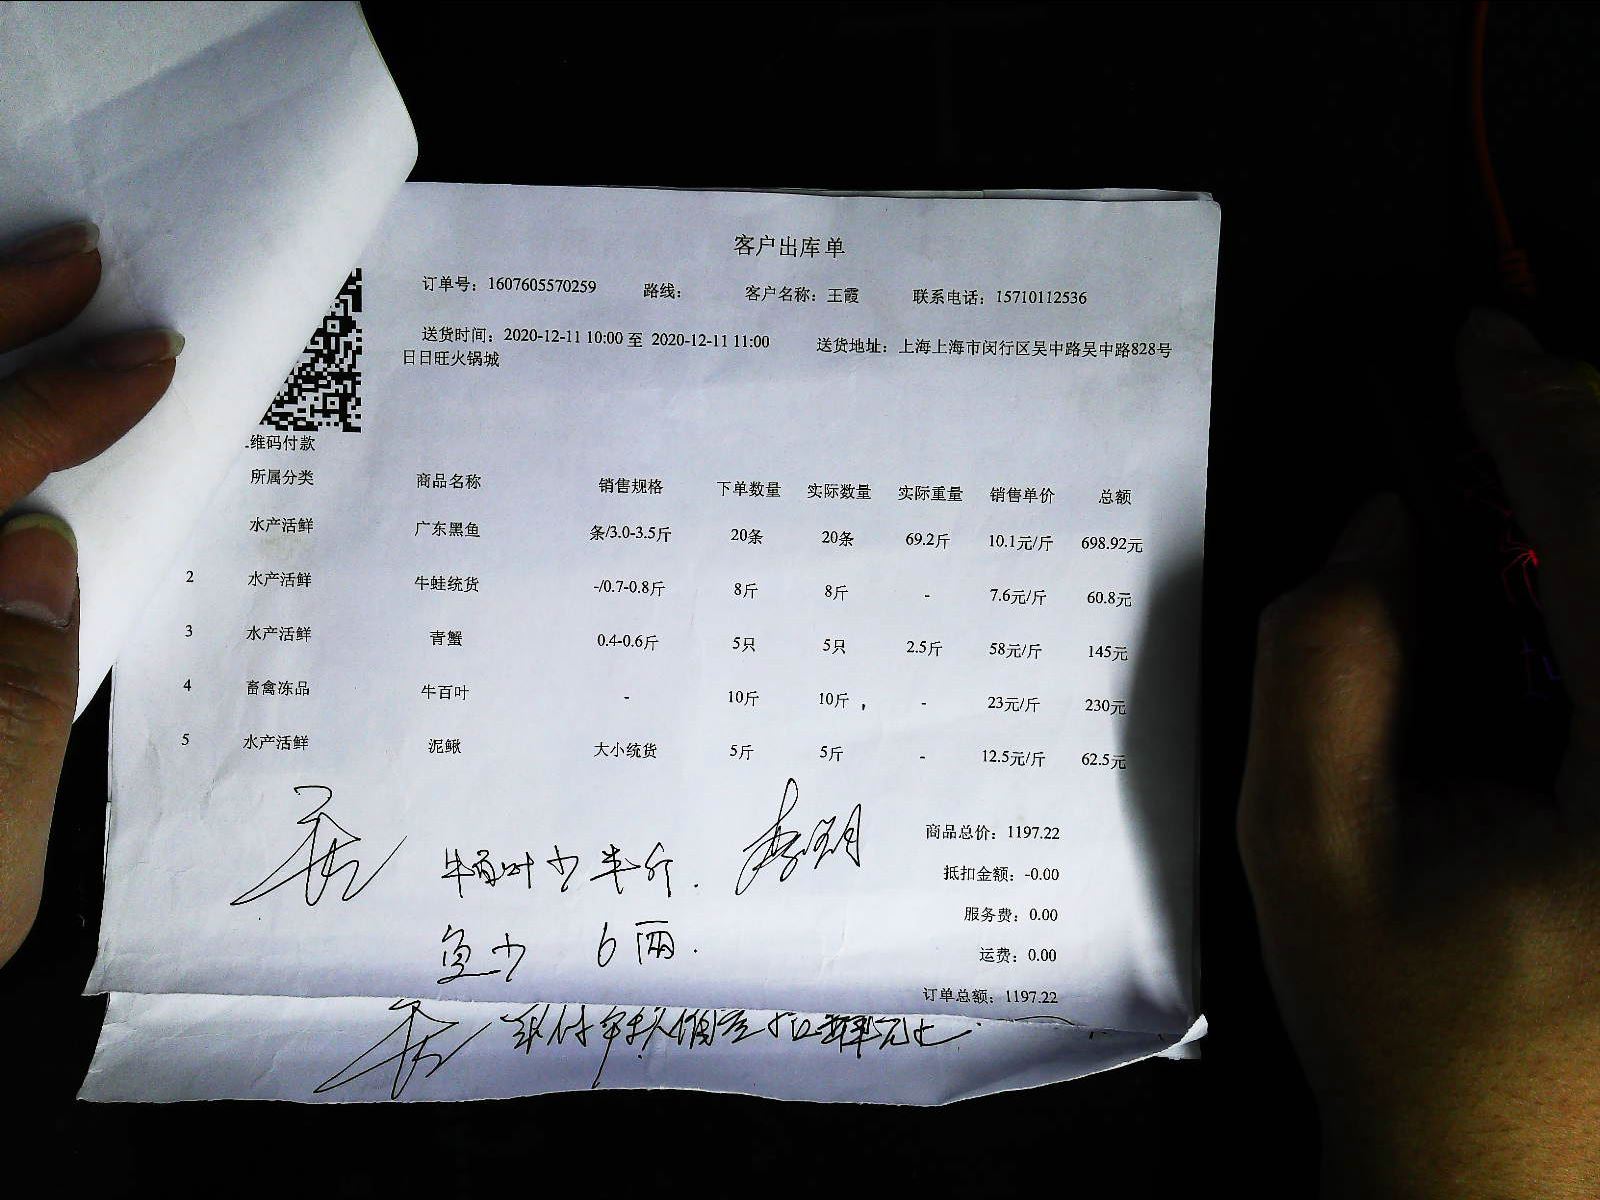 客户出库单
订单号：1607605570259 路线： 客户名称：王霞 联系电话：15710112536
送货时间：2020-12-11 10:00 至 2020-12-11 11:00 送货地址：上海上海市闵行区吴中路吴中路828号
日日旺火锅城
维码付款
所属分类 商品名称 销售规格 下单数量 实际数量 实际重量 销售单价 总额
水产活鲜 广东黑鱼 条/3.0-3.5斤 20条 20条 69.2斤 10.1元/斤 698.92元
2 水产活鲜 牛蛙统货 -/0.7-0.8斤 8斤 8斤 - 7.6元/斤 60.8元
3 水产活鲜 青蟹 0.4-0.6斤 5只 5只 2.5斤 58元/斤 145元
4 畜禽冻品 牛百叶 - 10斤 10斤 - 23元/斤 230元
5 水产活鲜 泥鳅 大小统货 5斤 5斤 - 12.5元/斤 62.5元
商品总价：1197.22
牛百叶少半斤.
抵扣金额：-0.00
服务费：0.00
鱼少 6两.
运费：0.00
订单总额：1197.22